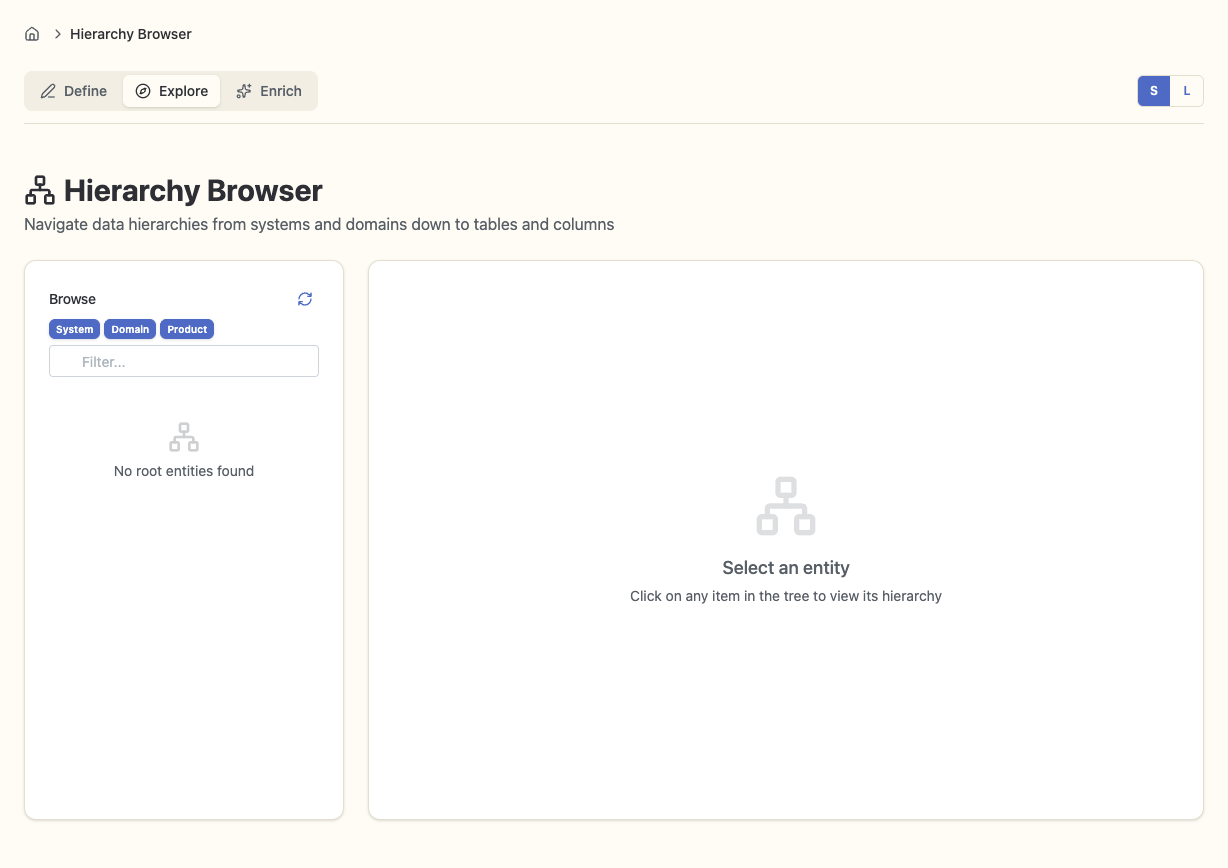 Hierarchy Browser
Define
Explore
Enrich
S
L
Hierarchy Browser
Navigate data hierarchies from systems and domains down to tables and columns
Browse
System
Domain
Product
Filter...
No root entities found
Select an entity
Click on any item in the tree to view its hierarchy